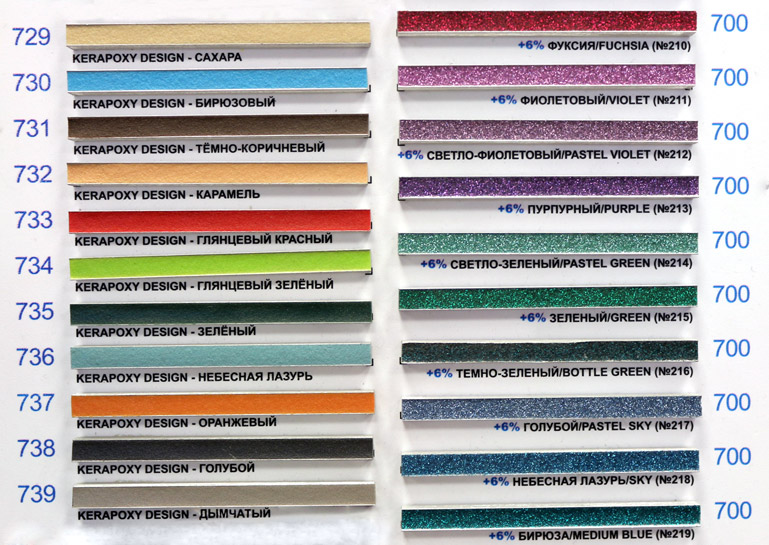 729
KERAPOXY DESIGN - САХАРА
730
KERAPOXY DESIGN - БИРЮЗОВЫЙ
731
KERAPOXY DESIGN - ТЁМНО-КОРИЧНЕВЫЙ
732
KERAPOXY DESIGN - КАРАМЕЛЬ
733
KERAPOXY DESIGN - ГЛЯНЦЕВЫЙ КРАСНЫЙ
734
KERAPOXY DESIGN - ГЛЯНЦЕВЫЙ ЗЕЛЁНЫЙ
735
KERAPOXY DESIGN - ЗЕЛЁНЫЙ
736
KERAPOXY DESIGN - НЕБЕСНАЯ ЛАЗУРЬ
737
KERAPOXY DESIGN - ОРАНЖЕВЫЙ
738
KERAPOXY DESIGN - ГОЛУБОЙ
739
KERAPOXY DESIGN - ДЫМЧАТЫЙ
700
+6% ФУКСИЯ/FUCHSIA (№210)
700
+6% ФИОЛЕТОВЫЙ/VIOLET (№211)
700
+6% СВЕТЛО-ФИОЛЕТОВЫЙ/PASTEL VIOLET (№212)
700
+6% ПУРПУРНЫЙ/PURPLE (№213)
700
+6% СВЕТЛО-ЗЕЛЕНЫЙ/PASTEL GREEN (№214)
700
+6% ЗЕЛЕНЫЙ/GREEN (№215)
700
+6% ТЕМНО-ЗЕЛЕНЫЙ/BOTTLE GREEN (№216)
700
+6% ГОЛУБОЙ/PASTEL SKY (№217)
700
+6% НЕБЕСНАЯ ЛАЗУРЬ/SKY (№218)
700
+6% БИРЮЗА/MEDIUM BLUE (№219)